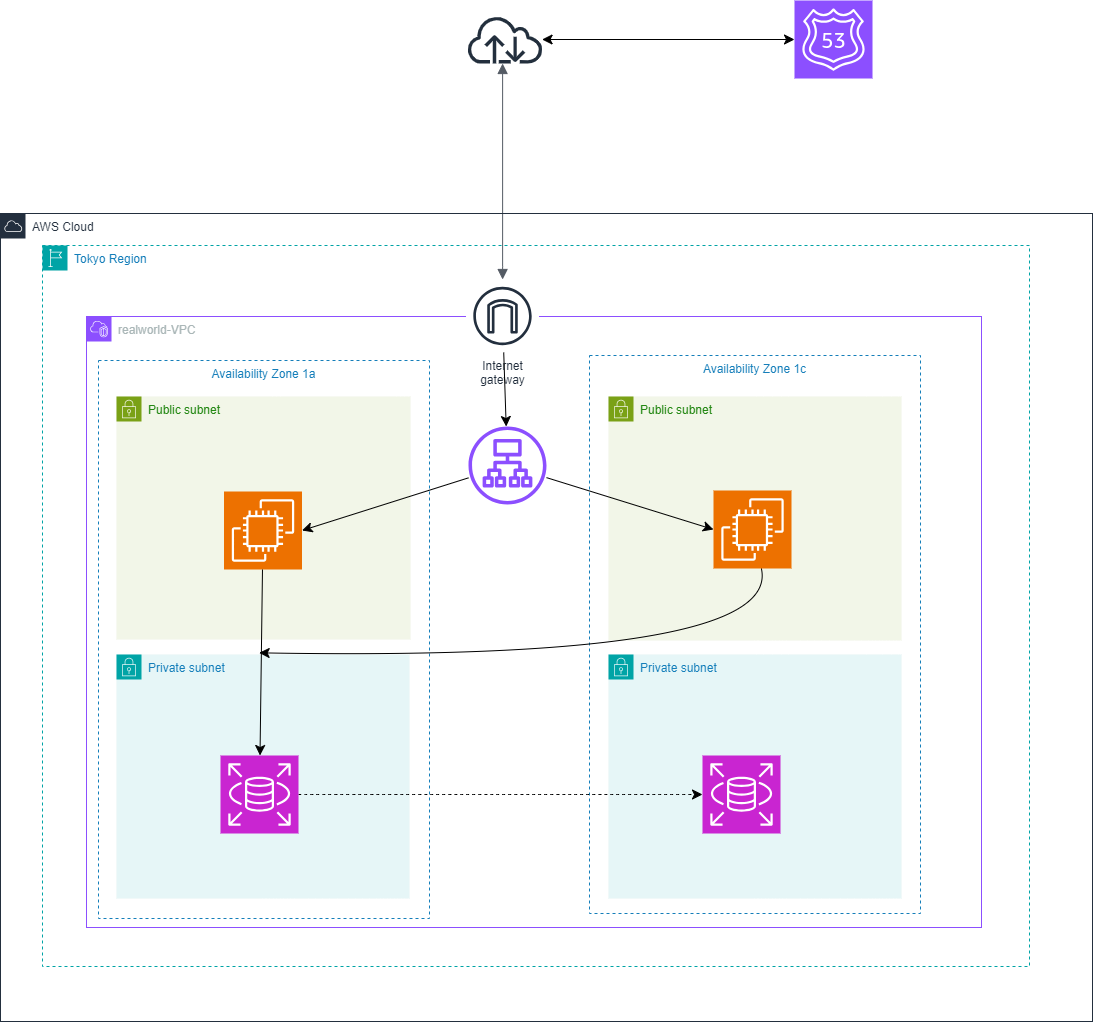 53
AWS Cloud
Tokyo Region
realworld-VPC
Internet
gateway
Availability Zone 1a
Availability Zone 1c
Public subnet
Public subnet
Private subnet
Private subnet